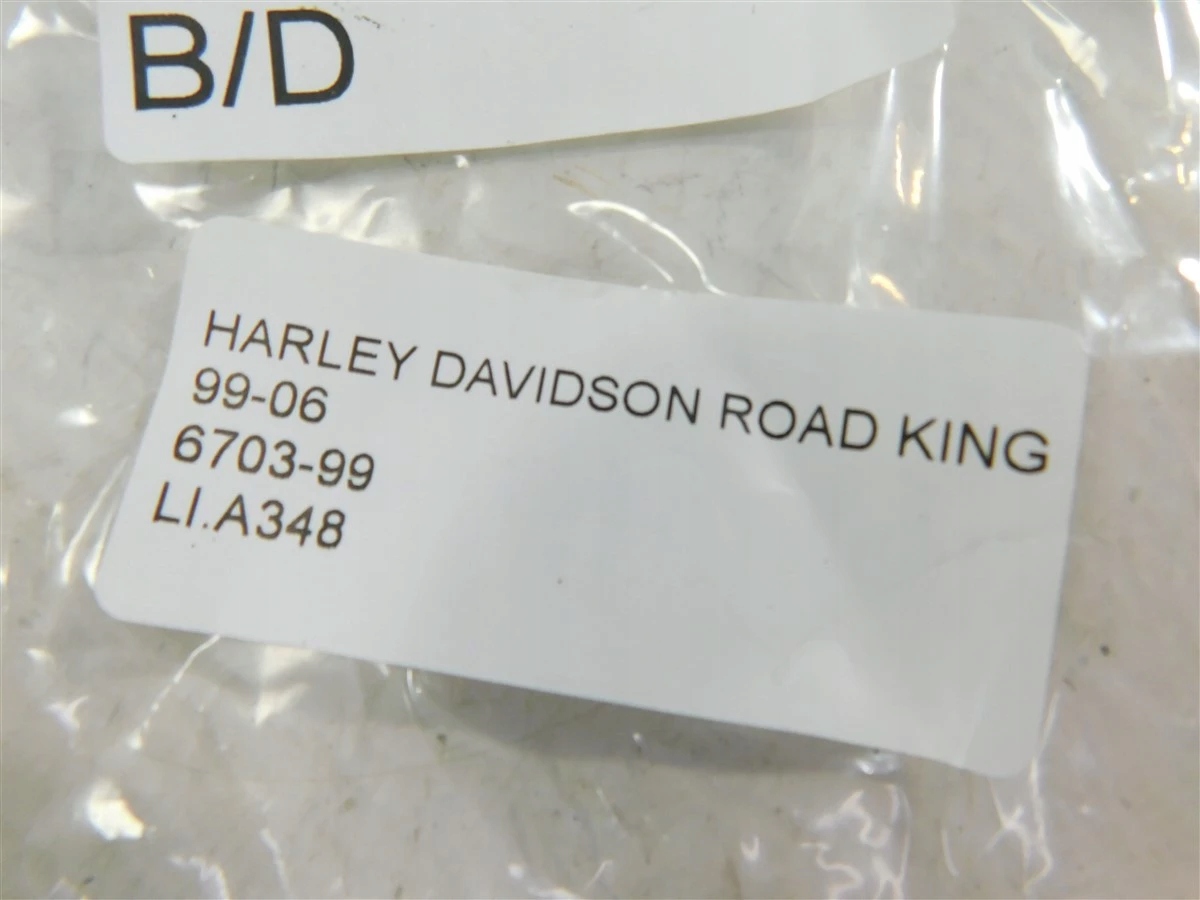 B/D
HARLEY DAVIDSON ROAD KING
99-06
6703-99
LI.A348